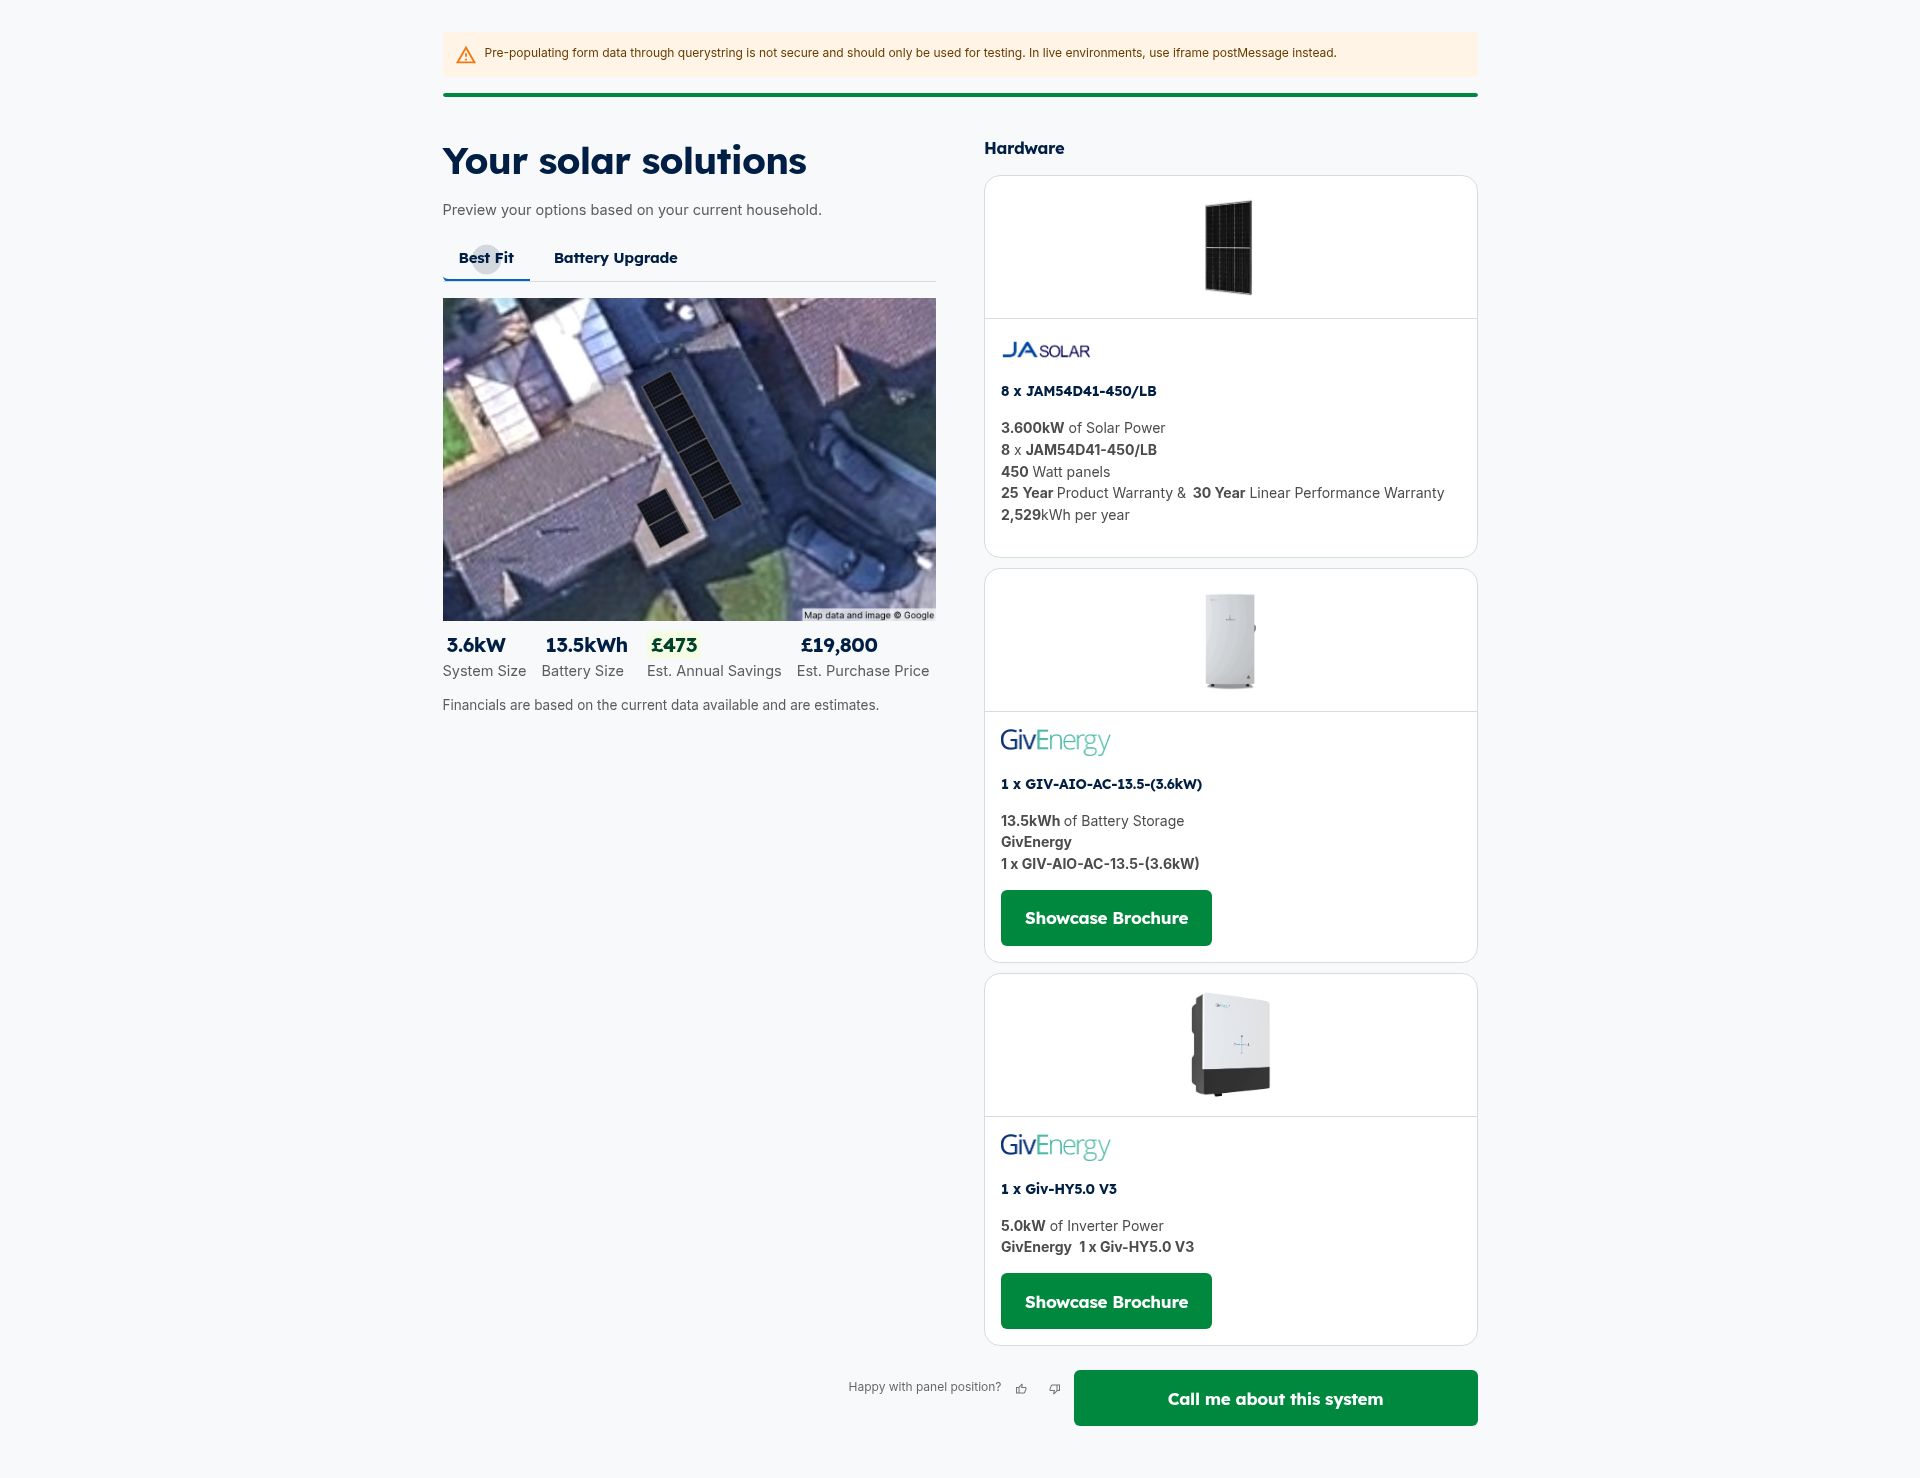 Pre-populating form data through querystring is not secure and should only be used for testing. In live environments, use iframe postMessage instead.
Your solar solutions
Preview your options based on your current household.
Best Fit
Battery Upgrade
Map data and image © Google
3.6kW
System Size
13.5kWh
Battery Size
£473
Est. Annual Savings
£19,800
Est. Purchase Price
Financials are based on the current data available and are estimates.
Hardware
JA SOLAR
8 x JAM54D41-450/LB
3.600kW of Solar Power
8 x JAM54D41-450/LB
450 Watt panels
25 Year Product Warranty & 30 Year Linear Performance Warranty
2,529kWh per year
GivEnergy
1 x GIV-AIO-AC-13.5-(3.6kW)
13.5kWh of Battery Storage
GivEnergy
1 x GIV-AIO-AC-13.5-(3.6kW)
Showcase Brochure
GivEnergy
1 x Giv-HY5.0 V3
5.0kW of Inverter Power
GivEnergy 1 x Giv-HY5.0 V3
Showcase Brochure
Happy with panel position?
Call me about this system